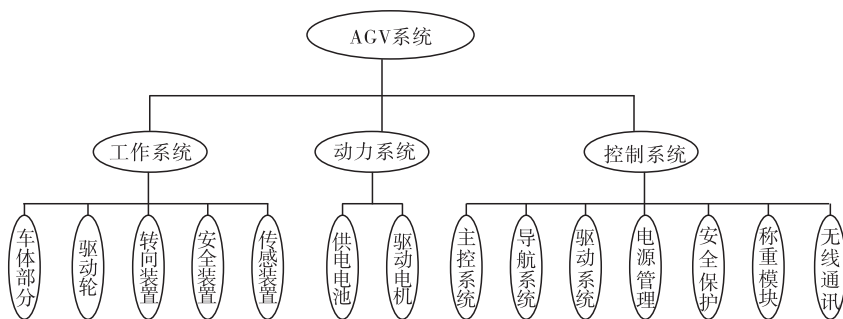 AGV系统
工作系统
动力系统
控制系统
车体部分
驱动轮
转向装置
安全装置
传感装置
供电电池
驱动电机
主控系统
导航系统
驱动系统
电源管理
安全保护
称重模块
无线通讯